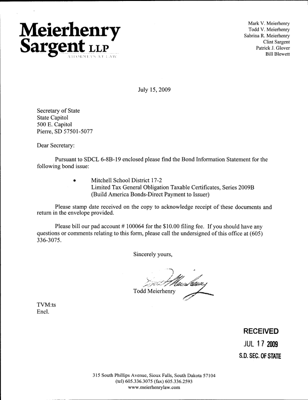 Meierhenry
Sargent LLP
ATTORNEYS AT LAW
Mark V. Meierhenry
Todd V. Meierhenry
Sabrina R. Meierhenry
Clint Sargent
Patrick J. Glover
Bill Blewett
July 15, 2009
Secretary of State
State Capitol
500 E. Capitol
Pierre, SD 57501-5077
Dear Secretary:
Pursuant to SDCL 6-8B-19 enclosed please find the Bond Information Statement for the
following bond issue:
• Mitchell School District 17-2
Limited Tax General Obligation Taxable Certificates, Series 2009B
(Build America Bonds-Direct Payment to Issuer)
Please stamp date received on the copy to acknowledge receipt of these documents and
return in the envelope provided.
Please bill our pad account # 100064 for the $10.00 filing fee. If you should have any
questions or comments relating to this form, please call the undersigned of this office at (605)
336-3075.
Sincerely yours,
Todd Meierhenry
Todd Meierhenry
TVM:ts
Encl.
RECEIVED
JUL 17 2009
S.D. SEC. OF STATE
315 South Phillips Avenue, Sioux Falls, South Dakota 57104
(tel) 605.336.3075 (fax) 605.336.2593
www.meierhenrylaw.com